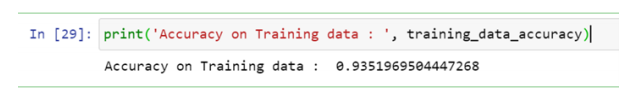 In [29]: print('Accuracy on Training data : ', training_data_accuracy)
Accuracy on Training data :  0.9351969504447268